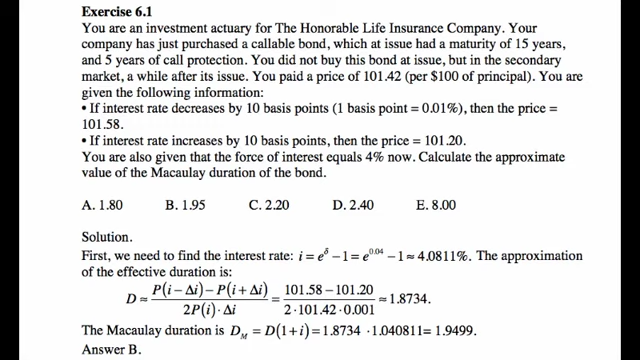 Exercise 6.1
You are an investment actuary for The Honorable Life Insurance Company. Your
company has just purchased a callable bond, which at issue had a maturity of 15 years,
and 5 years of call protection. You did not buy this bond at issue, but in the secondary
market, a while after its issue. You paid a price of 101.42 (per $100 of principal). You are
given the following information:
• If interest rate decreases by 10 basis points (1 basis point = 0.01%), then the price =
101.58.
• If interest rate increases by 10 basis points, then the price = 101.20.
You are also given that the force of interest equals 4% now. Calculate the approximate
value of the Macaulay duration of the bond.
A. 1.80 B. 1.95 C. 2.20 D. 2.40 E. 8.00
Solution.
First, we need to find the interest rate: i = e^δ − 1 = e^0.04 − 1 ≈ 4.0811%. The approximation
of the effective duration is:
D ≈ (P(i − Δi) − P(i + Δi)) / (2P(i) · Δi) = (101.58 − 101.20) / (2 · 101.42 · 0.001) ≈ 1.8734.
The Macaulay duration is D_M = D(1 + i) = 1.8734 · 1.040811 = 1.9499.
Answer B.